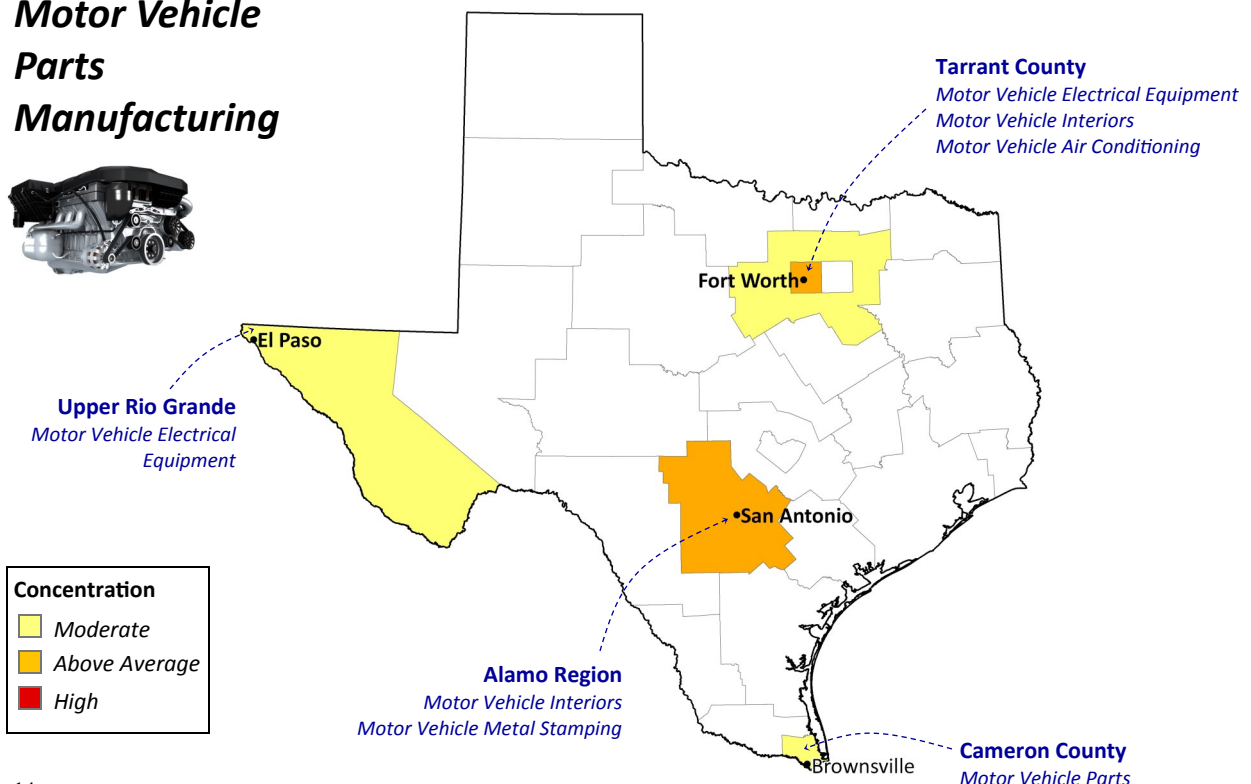 Motor Vehicle
Parts
Manufacturing
Tarrant County
Motor Vehicle Electrical Equipment
Motor Vehicle Interiors
Motor Vehicle Air Conditioning
Fort Worth
El Paso
Upper Rio Grande
Motor Vehicle Electrical
Equipment
San Antonio
Concentration
Moderate
Above Average
High
Alamo Region
Motor Vehicle Interiors
Motor Vehicle Metal Stamping
Cameron County
Motor Vehicle Parts
Brownsville